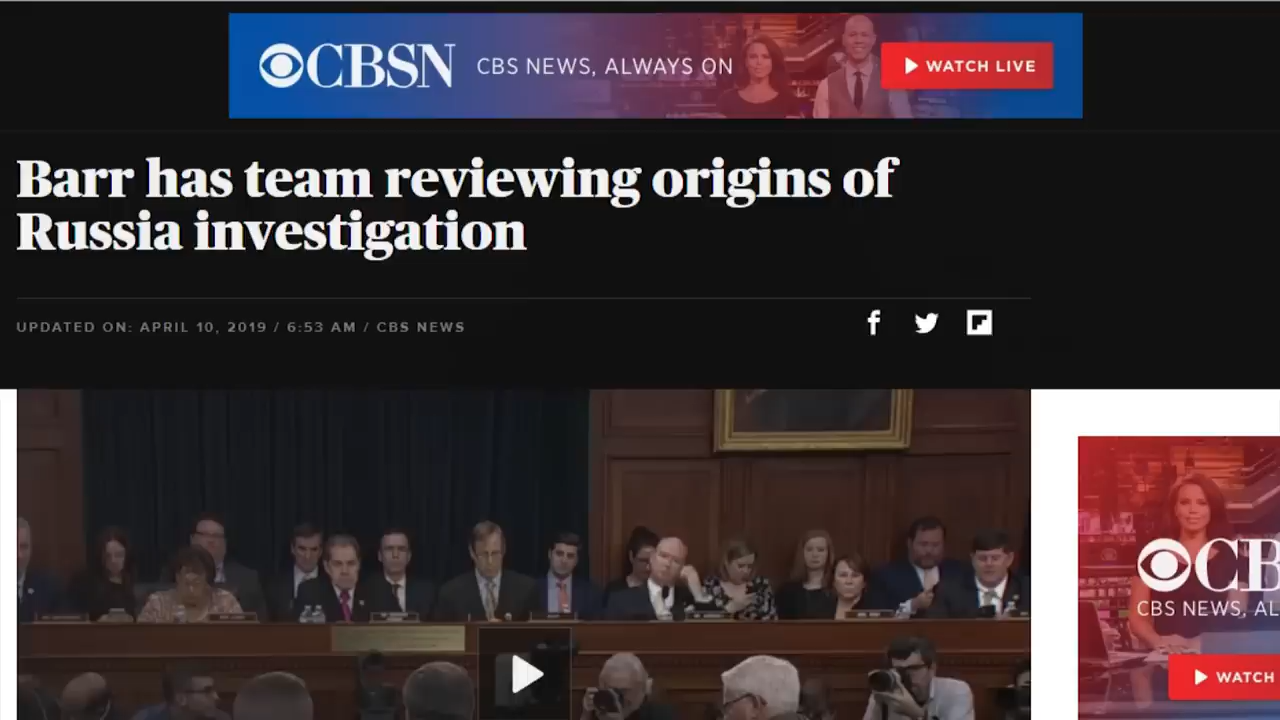 CBSN CBS NEWS, ALWAYS ON WATCH LIVE
Barr has team reviewing origins of
Russia investigation
UPDATED ON: APRIL 10, 2019 / 6:53 AM / CBS NEWS
CB
CBS NEWS, AL
WATCH